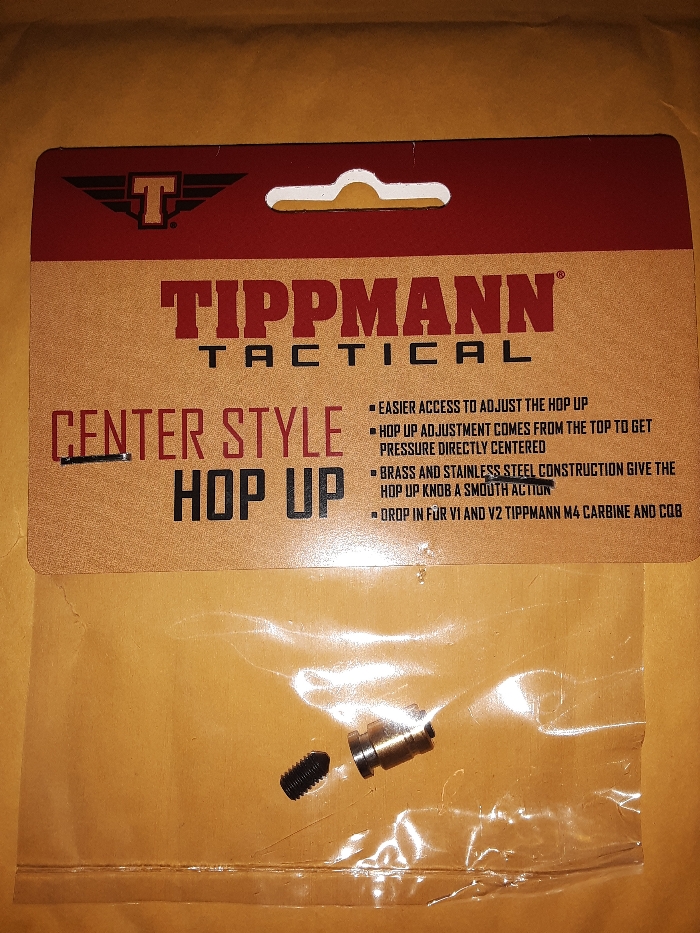 T®
TIPPMANN®
TACTICAL
CENTER STYLE
HOP UP
▪ EASIER ACCESS TO ADJUST THE HOP UP
▪ HOP UP ADJUSTMENT COMES FROM THE TOP TO GET
PRESSURE DIRECTLY CENTERED
▪ BRASS AND STAINLESS STEEL CONSTRUCTION GIVE THE
HOP UP KNOB A SMOOTH ACTION
▪ DROP IN FOR V1 AND V2 TIPPMANN M4 CARBINE AND CQB